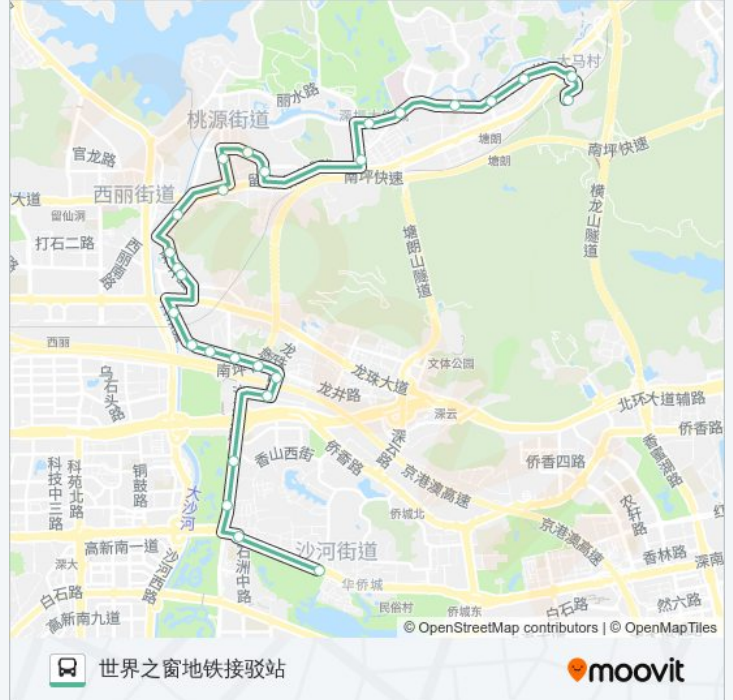 大马村
丽水路
桃源街道
塘朗
官龙路
塘朗
南坪快速
南坪快速
西丽街道
大道
留仙洞
横龙山隧道
打石二路
西丽南路
塘朗山隧道
西丽
南坪
龙珠大道
文体公园
乌石头路
龙井路
北环大道辅路
深云
侨香路
深云路
香山西街
侨香路
侨香四路
科技中三路
科苑北路
铜鼓路
京港澳高速
香蜜湖路
大沙河
农轩路
侨城北
京港澳高速
高新南一道
沙河街道
石洲中路
香林路
深大
沙河西路
深南
华侨城
白石路
民俗村
侨城东
白石路
然六路
高新南九道
© OpenStreetMap contributors | © OpenMapTiles
世界之窗地铁接驳站
moovit